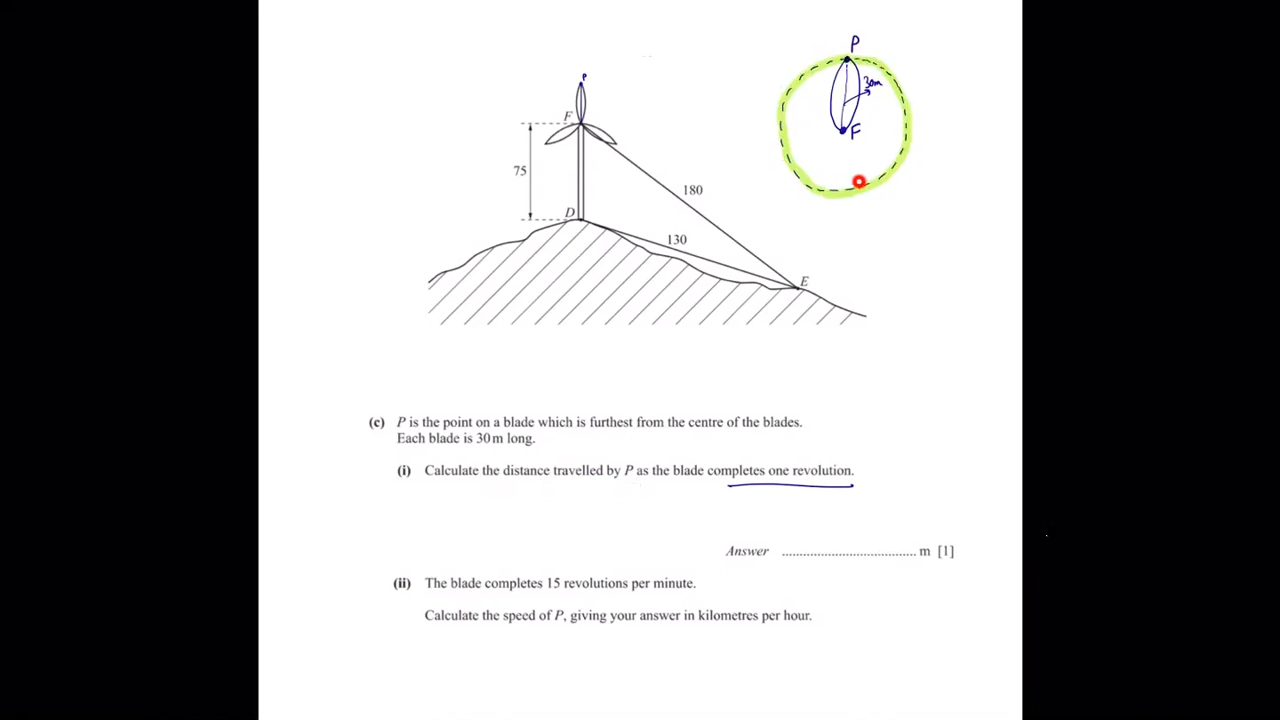 P
30m
F
P
F
75
180
D
130
E
(c) P is the point on a blade which is furthest from the centre of the blades.
Each blade is 30 m long.
(i) Calculate the distance travelled by P as the blade completes one revolution.
Answer ..................................... m [1]
(ii) The blade completes 15 revolutions per minute.
Calculate the speed of P, giving your answer in kilometres per hour.